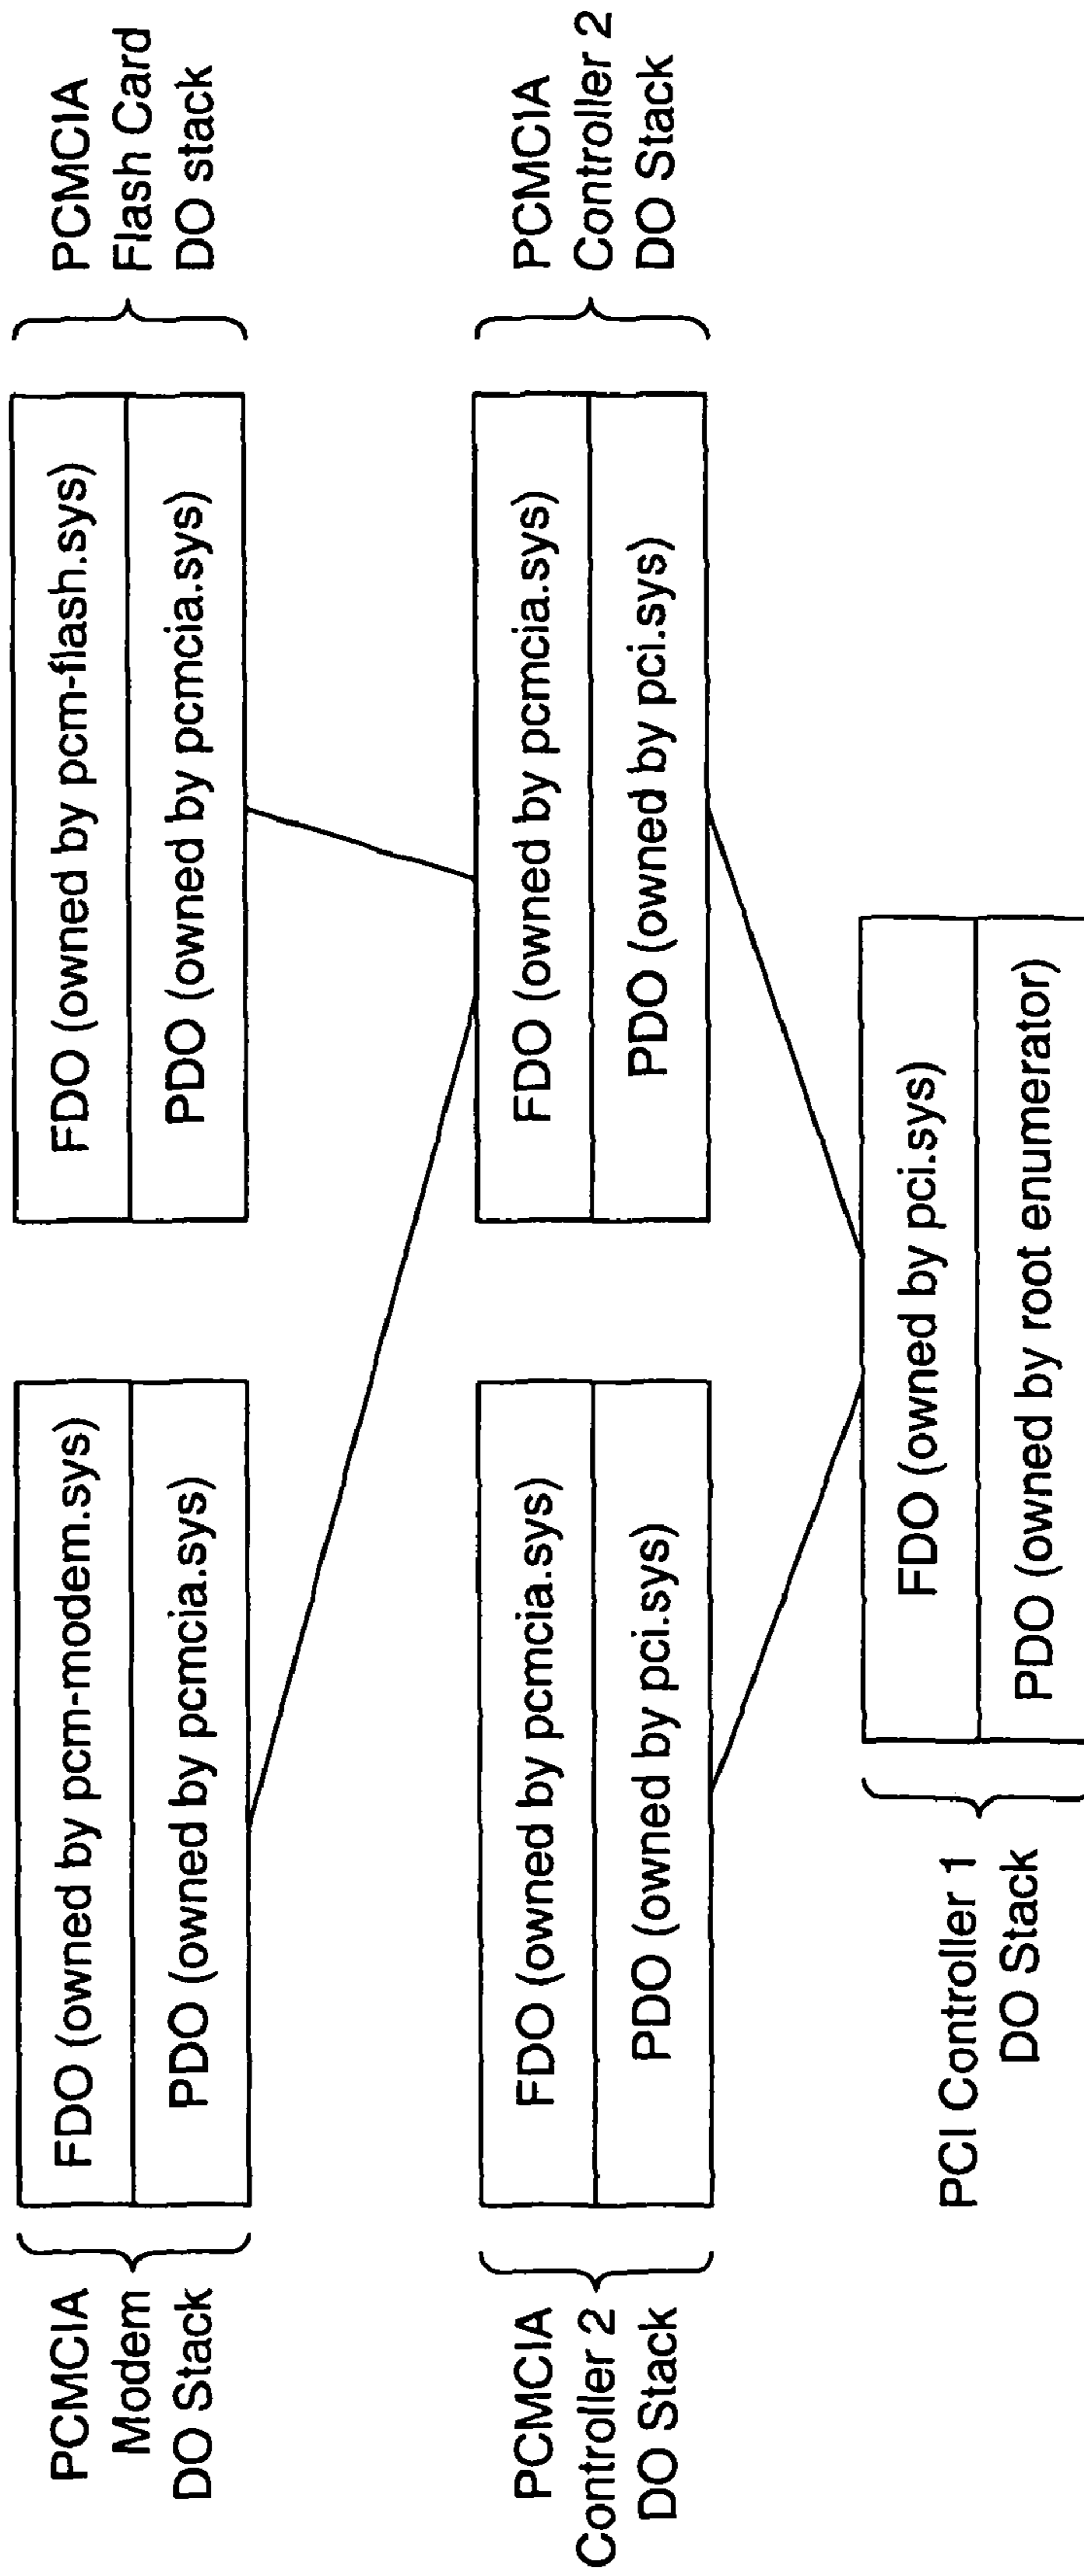 PCMCIA
Modem
DO Stack
FDO (owned by pcm-modem.sys)
PDO (owned by pcmcia.sys)
FDO (owned by pcm-flash.sys)
PDO (owned by pcmcia.sys)
PCMCIA
Flash Card
DO stack
PCMCIA
Controller 2
DO Stack
FDO (owned by pcmcia.sys)
PDO (owned by pci.sys)
FDO (owned by pcmcia.sys)
PDO (owned by pci.sys)
PCMCIA
Controller 2
DO Stack
PCI Controller 1
DO Stack
FDO (owned by pci.sys)
PDO (owned by root enumerator)